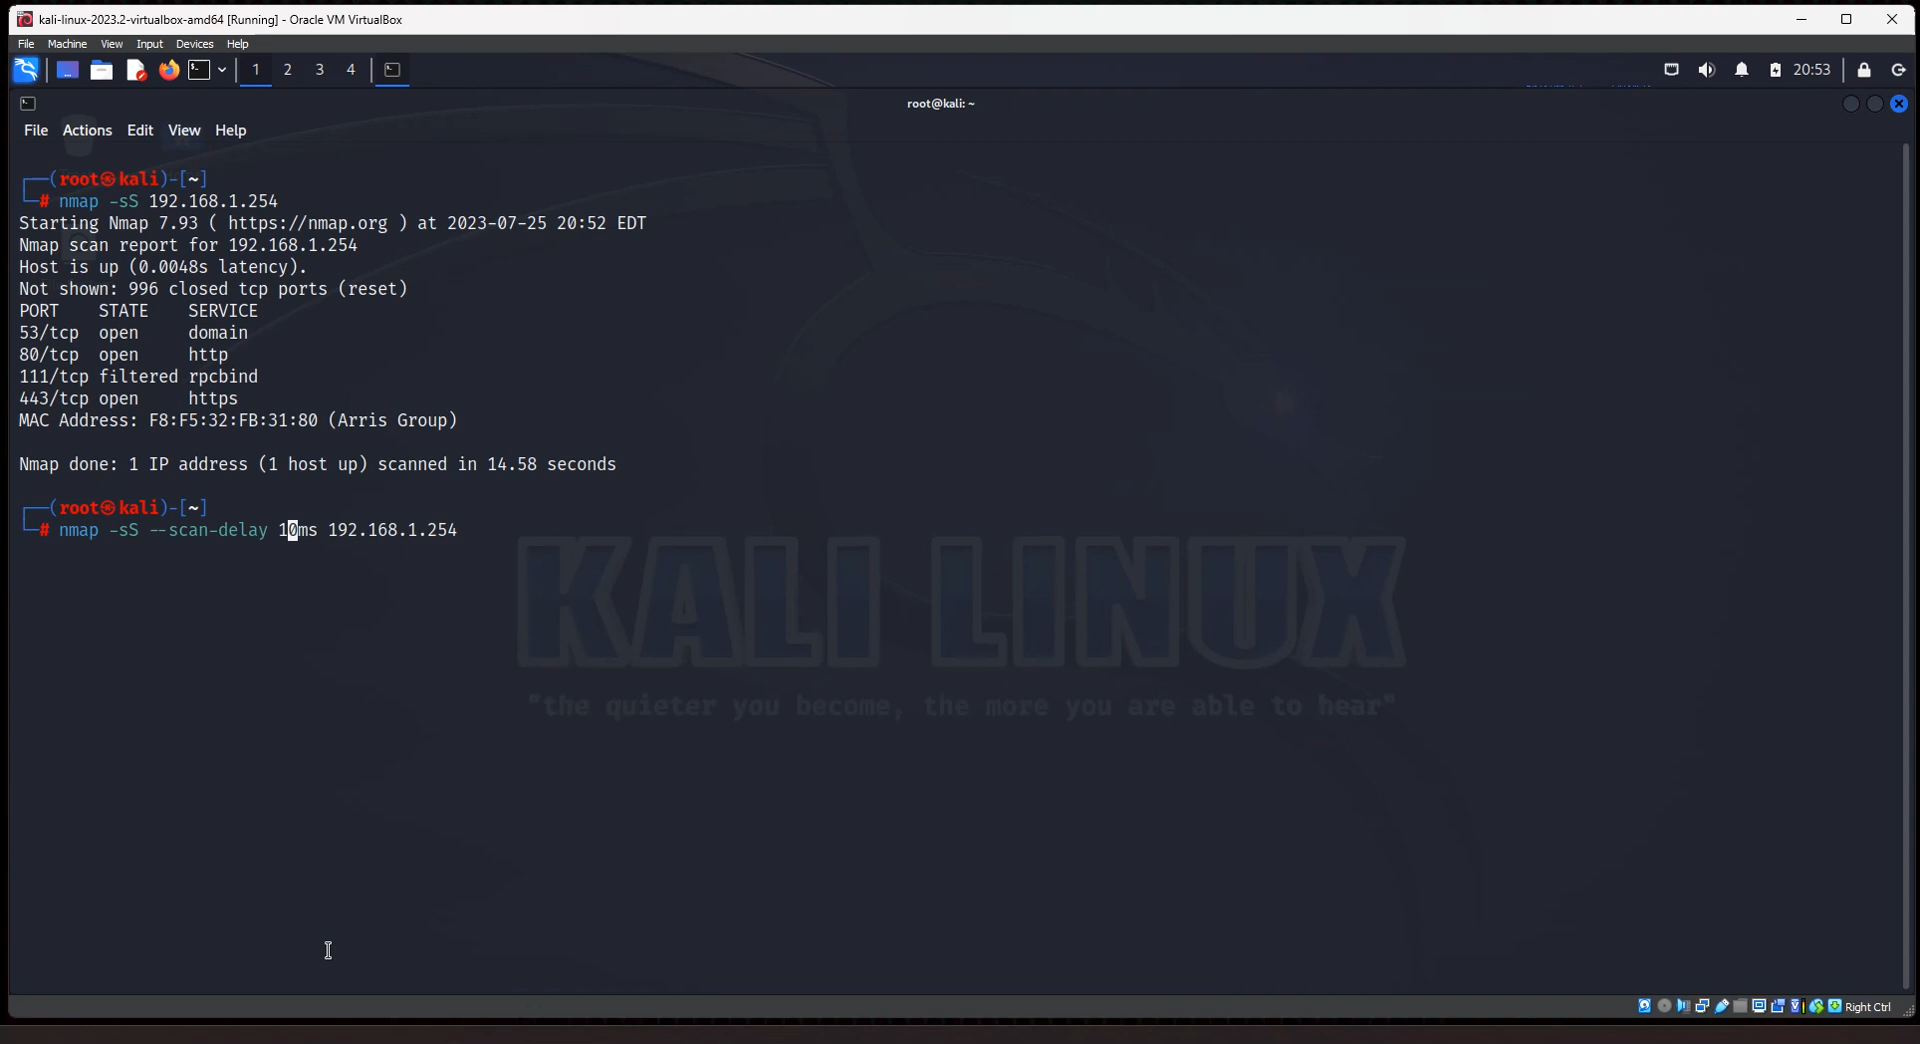 kali-linux-2023.2-virtualbox-amd64 [Running] - Oracle VM VirtualBox
File Machine View Input Devices Help
1 2 3 4 20:53
root@kali: ~
File Actions Edit View Help
┌──(root㉿kali)-[~]
└─# nmap -sS 192.168.1.254
Starting Nmap 7.93 ( https://nmap.org ) at 2023-07-25 20:52 EDT
Nmap scan report for 192.168.1.254
Host is up (0.0048s latency).
Not shown: 996 closed tcp ports (reset)
PORT    STATE    SERVICE
53/tcp  open     domain
80/tcp  open     http
111/tcp filtered rpcbind
443/tcp open     https
MAC Address: F8:F5:32:FB:31:80 (Arris Group)
Nmap done: 1 IP address (1 host up) scanned in 14.58 seconds
┌──(root㉿kali)-[~]
└─# nmap -sS --scan-delay 10ms 192.168.1.254
KALI LINUX
"the quieter you become, the more you are able to hear"
Right Ctrl